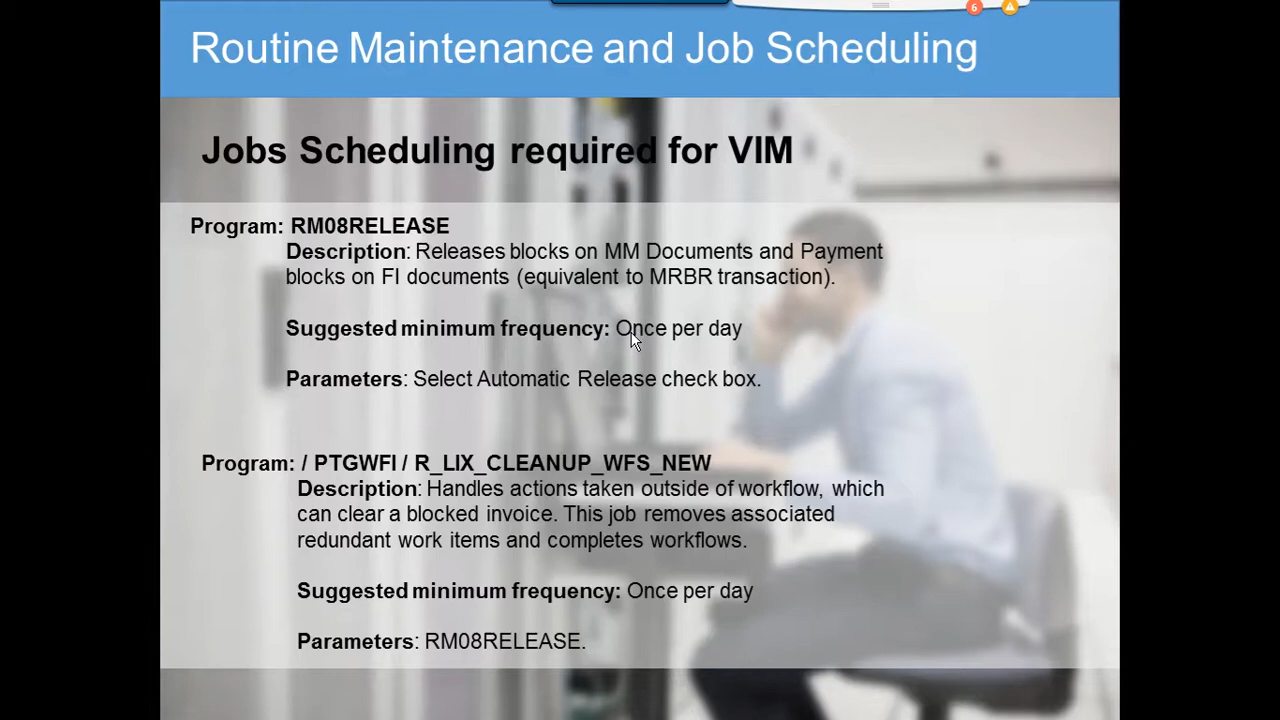 6
Routine Maintenance and Job Scheduling
Jobs Scheduling required for VIM
Program: RM08RELEASE
Description: Releases blocks on MM Documents and Payment
blocks on FI documents (equivalent to MRBR transaction).
Suggested minimum frequency: Once per day
Parameters: Select Automatic Release check box.
Program: / PTGWFI / R_LIX_CLEANUP_WFS_NEW
Description: Handles actions taken outside of workflow, which
can clear a blocked invoice. This job removes associated
redundant work items and completes workflows.
Suggested minimum frequency: Once per day
Parameters: RM08RELEASE.